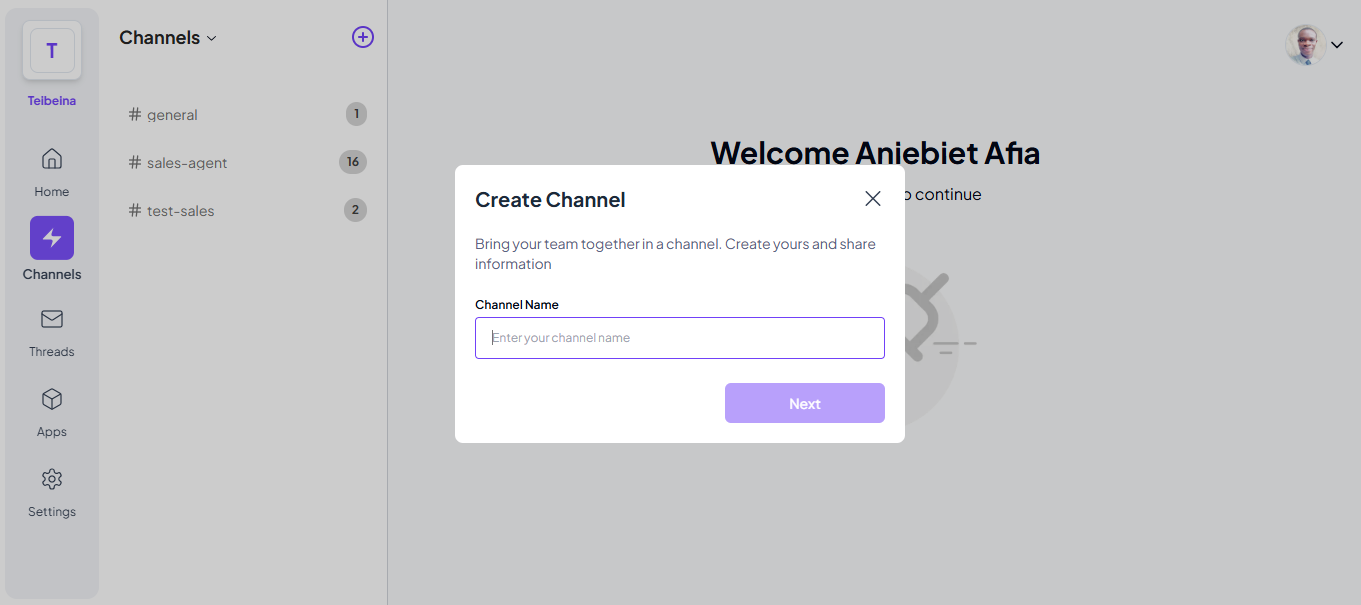 T
Teibeina
Home
Channels
Threads
Apps
Settings
Channels
# general 1
# sales-agent 16
# test-sales 2
Welcome Aniebiet Afia
continue
Create Channel
Bring your team together in a channel. Create yours and share
information
Channel Name
Enter your channel name
Next